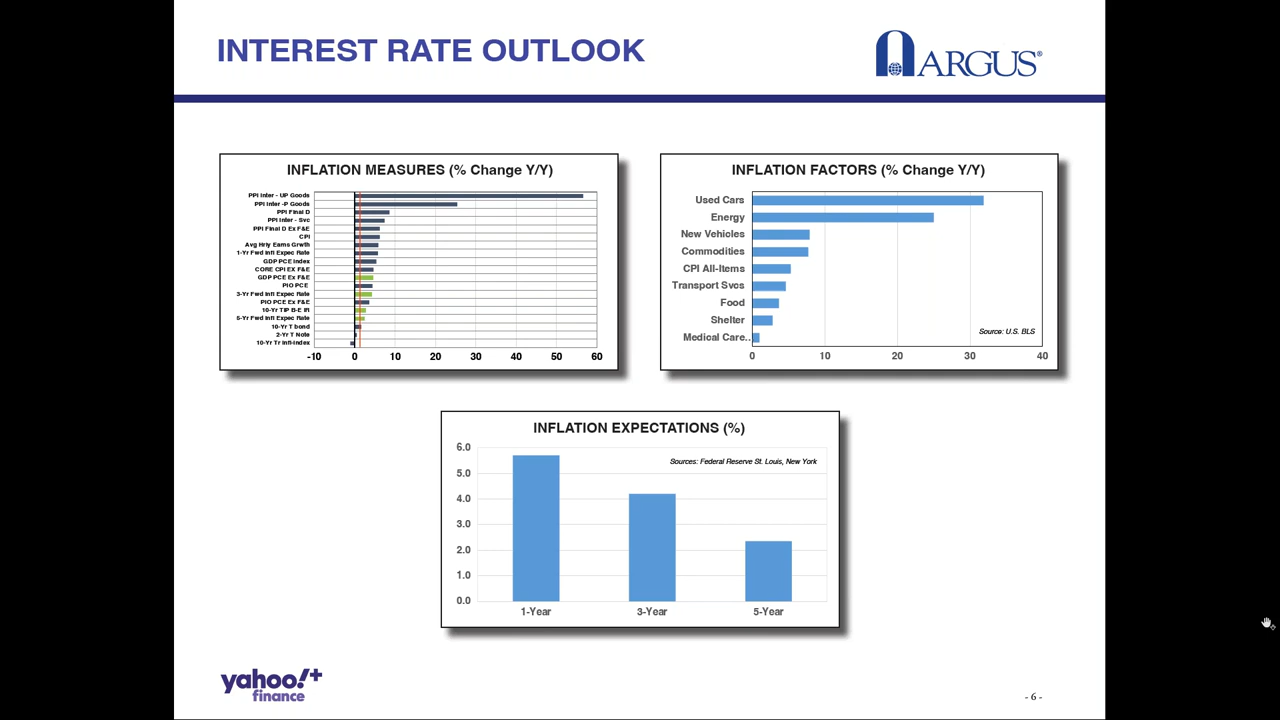 INTEREST RATE OUTLOOK
ARGUS®
INFLATION MEASURES (% Change Y/Y)
PPI Inter - UP Goods
PPI Inter -P Goods
PPI Final D
PPI Inter - Svc
PPI Final D Ex F&E
CPI
Avg Hrly Earns Grwth
1-Yr Fwd Infl Expec Rate
GDP PCE Index
CORE CPI EX F&E
GDP PCE Ex F&E
PIO PCE
3-Yr Fwd Infl Expec Rate
PIO PCE Ex F&E
10-Yr TIP B-E IR
5-Yr Fwd Infl Expec Rate
10-Yr T bond
2-Yr T Note
10-Yr Tr Infl-Index
-10 0 10 20 30 40 50 60
INFLATION FACTORS (% Change Y/Y)
Used Cars
Energy
New Vehicles
Commodities
CPI All-Items
Transport Svcs
Food
Shelter
Medical Care..
Source: U.S. BLS
0 10 20 30 40
INFLATION EXPECTATIONS (%)
Sources: Federal Reserve St. Louis, New York
6.0
5.0
4.0
3.0
2.0
1.0
0.0
1-Year 3-Year 5-Year
yahoo!+
finance
- 6 -